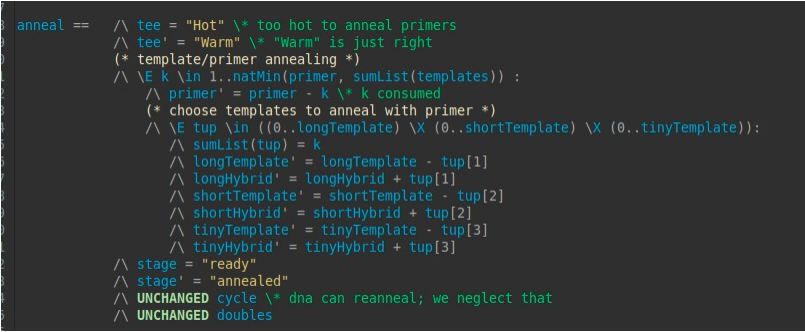 anneal == /\ tee = "Hot" \* too hot to anneal primers
/\ tee' = "Warm" \* "Warm" is just right
(* template/primer annealing *)
/\ \E k \in 1..natMin(primer, sumList(templates)) :
/\ primer' = primer - k \* k consumed
(* choose templates to anneal with primer *)
/\ \E tup \in ((0..longTemplate) \X (0..shortTemplate) \X (0..tinyTemplate)):
/\ sumList(tup) = k
/\ longTemplate' = longTemplate - tup[1]
/\ longHybrid' = longHybrid + tup[1]
/\ shortTemplate' = shortTemplate - tup[2]
/\ shortHybrid' = shortHybrid + tup[2]
/\ tinyTemplate' = tinyTemplate - tup[3]
/\ tinyHybrid' = tinyHybrid + tup[3]
/\ stage = "ready"
/\ stage' = "annealed"
/\ UNCHANGED cycle \* dna can reanneal; we neglect that
/\ UNCHANGED doubles